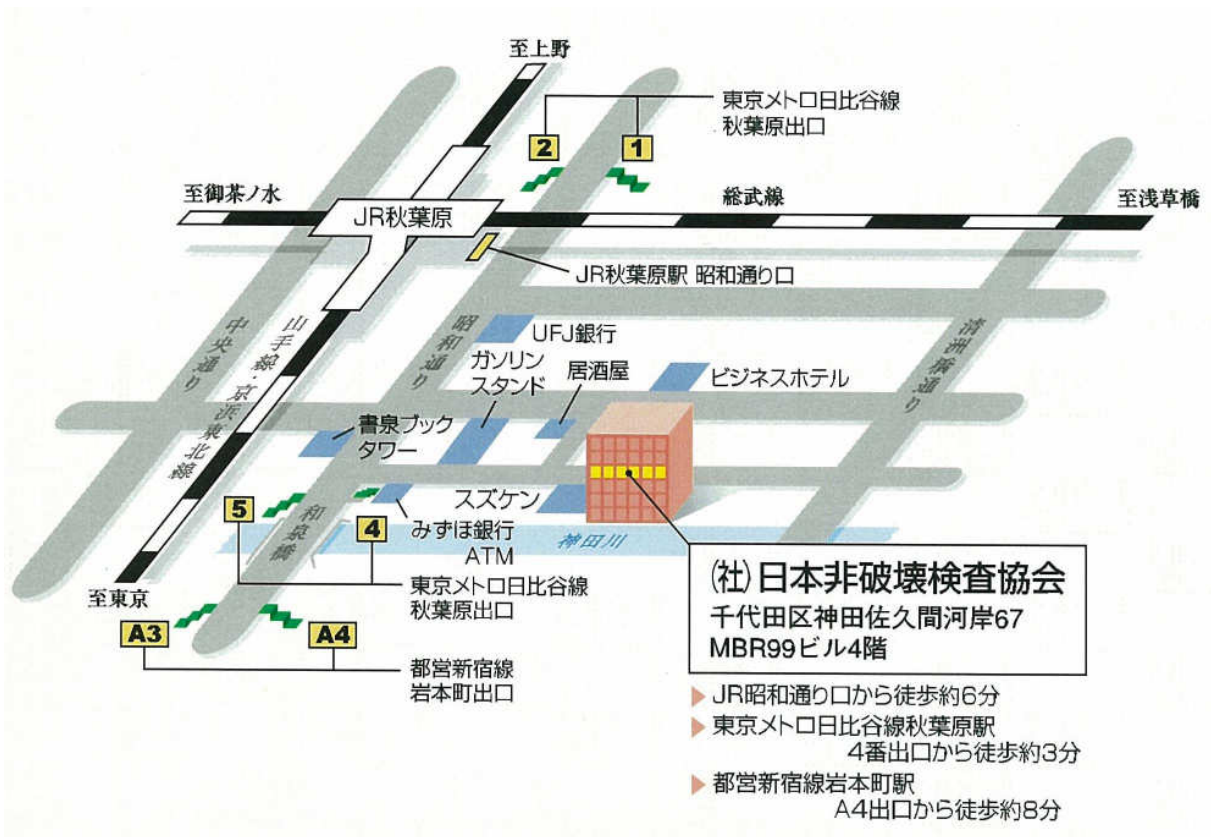 至上野
東京メトロ日比谷線
秋葉原出口
2
1
至御茶ノ水
JR秋葉原
総武線
至浅草橋
JR秋葉原駅 昭和通り口
中央通り
山手線・京浜東北線
昭和通り
清洲橋通り
UFJ銀行
ガソリン
スタンド
居酒屋
ビジネスホテル
書泉ブック
タワー
5
4
和泉橋
みずほ銀行
ATM
スズケン
神田川
至東京
東京メトロ日比谷線
秋葉原出口
A3
A4
都営新宿線
岩本町出口
(社)日本非破壊検査協会
千代田区神田佐久間河岸67
MBR99ビル4階
JR昭和通り口から徒歩約6分
東京メトロ日比谷線秋葉原駅
4番出口から徒歩約3分
都営新宿線岩本町駅
A4出口から徒歩約8分